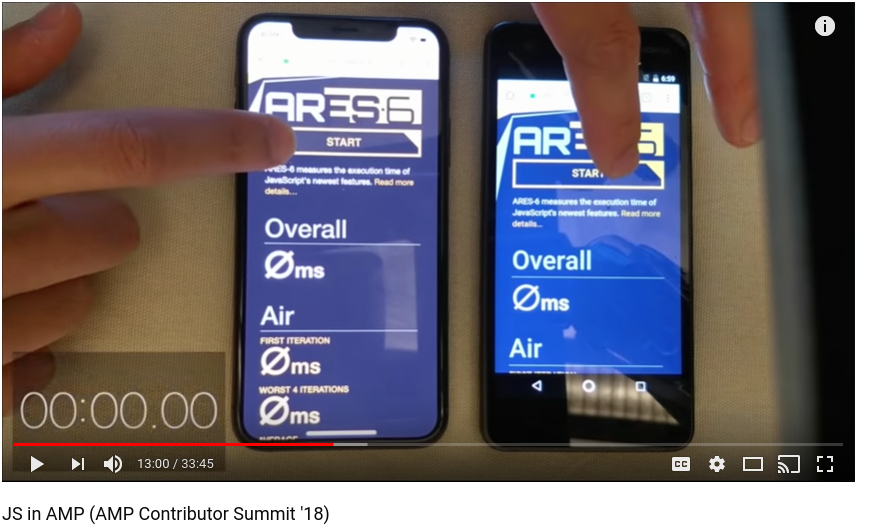 ARES-6
START
ARES-6 measures the execution time of
JavaScript's newest features. Read more
details...
Overall
Øms
Air
FIRST ITERATION
Øms
WORST 4 ITERATIONS
Øms
AVERAGE
6:59
AR
START
ARES-6 measures the execution time of
JavaScript's newest features. Read more
details...
Overall
Øms
Air
00:00.00
13:00 / 33:45
CC
JS in AMP (AMP Contributor Summit '18)